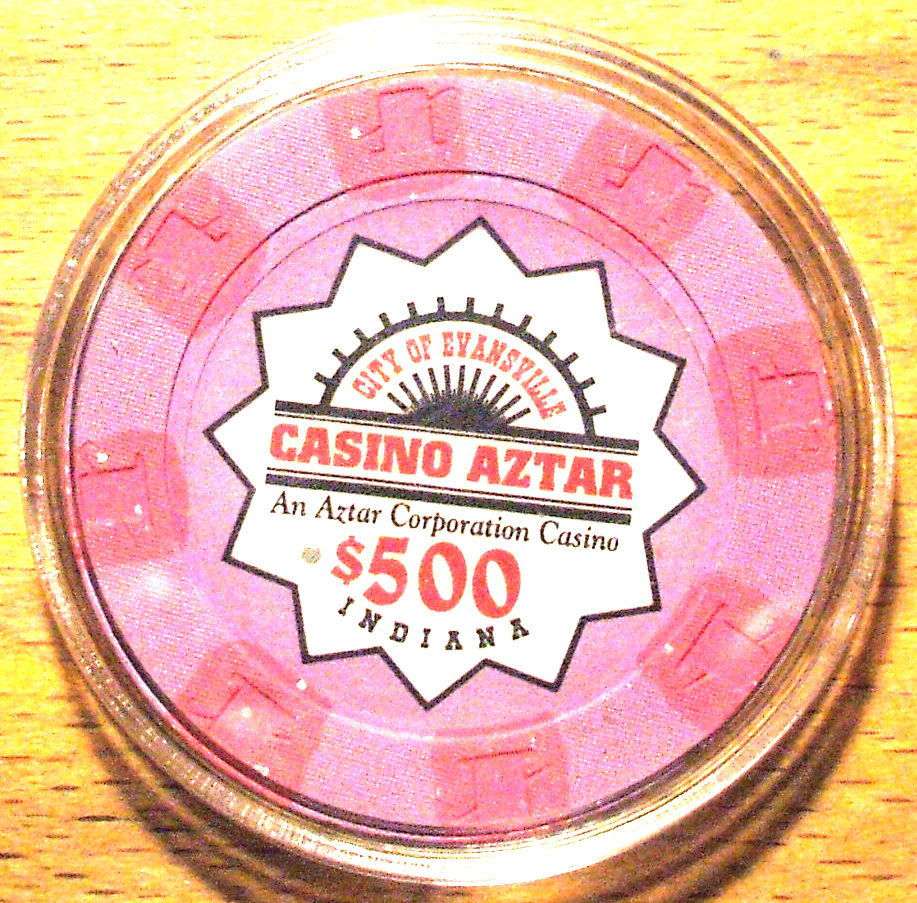 CITY OF EVANSVILLE
CASINO AZTAR
An Aztar Corporation Casino
$500
INDIANA